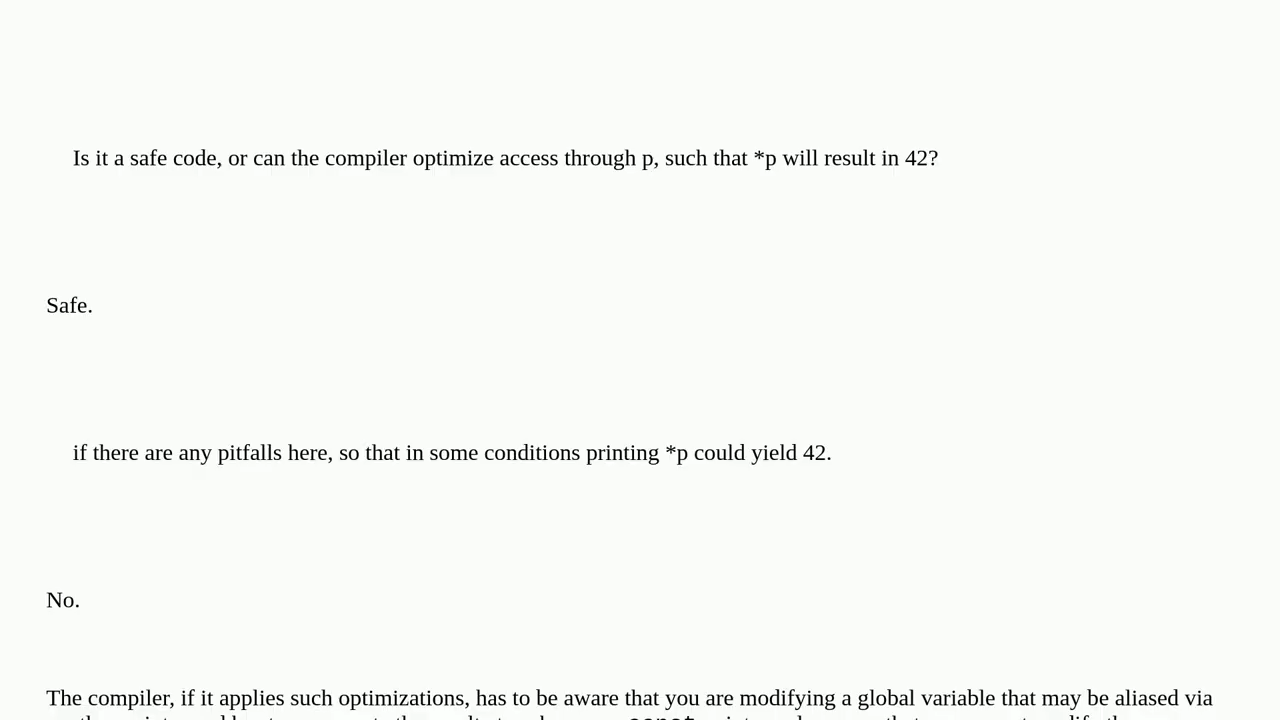 Is it a safe code, or can the compiler optimize access through p, such that *p will result in 42?
Safe.
if there are any pitfalls here, so that in some conditions printing *p could yield 42.
No.
The compiler, if it applies such optimizations, has to be aware that you are modifying a global variable that may be aliased via